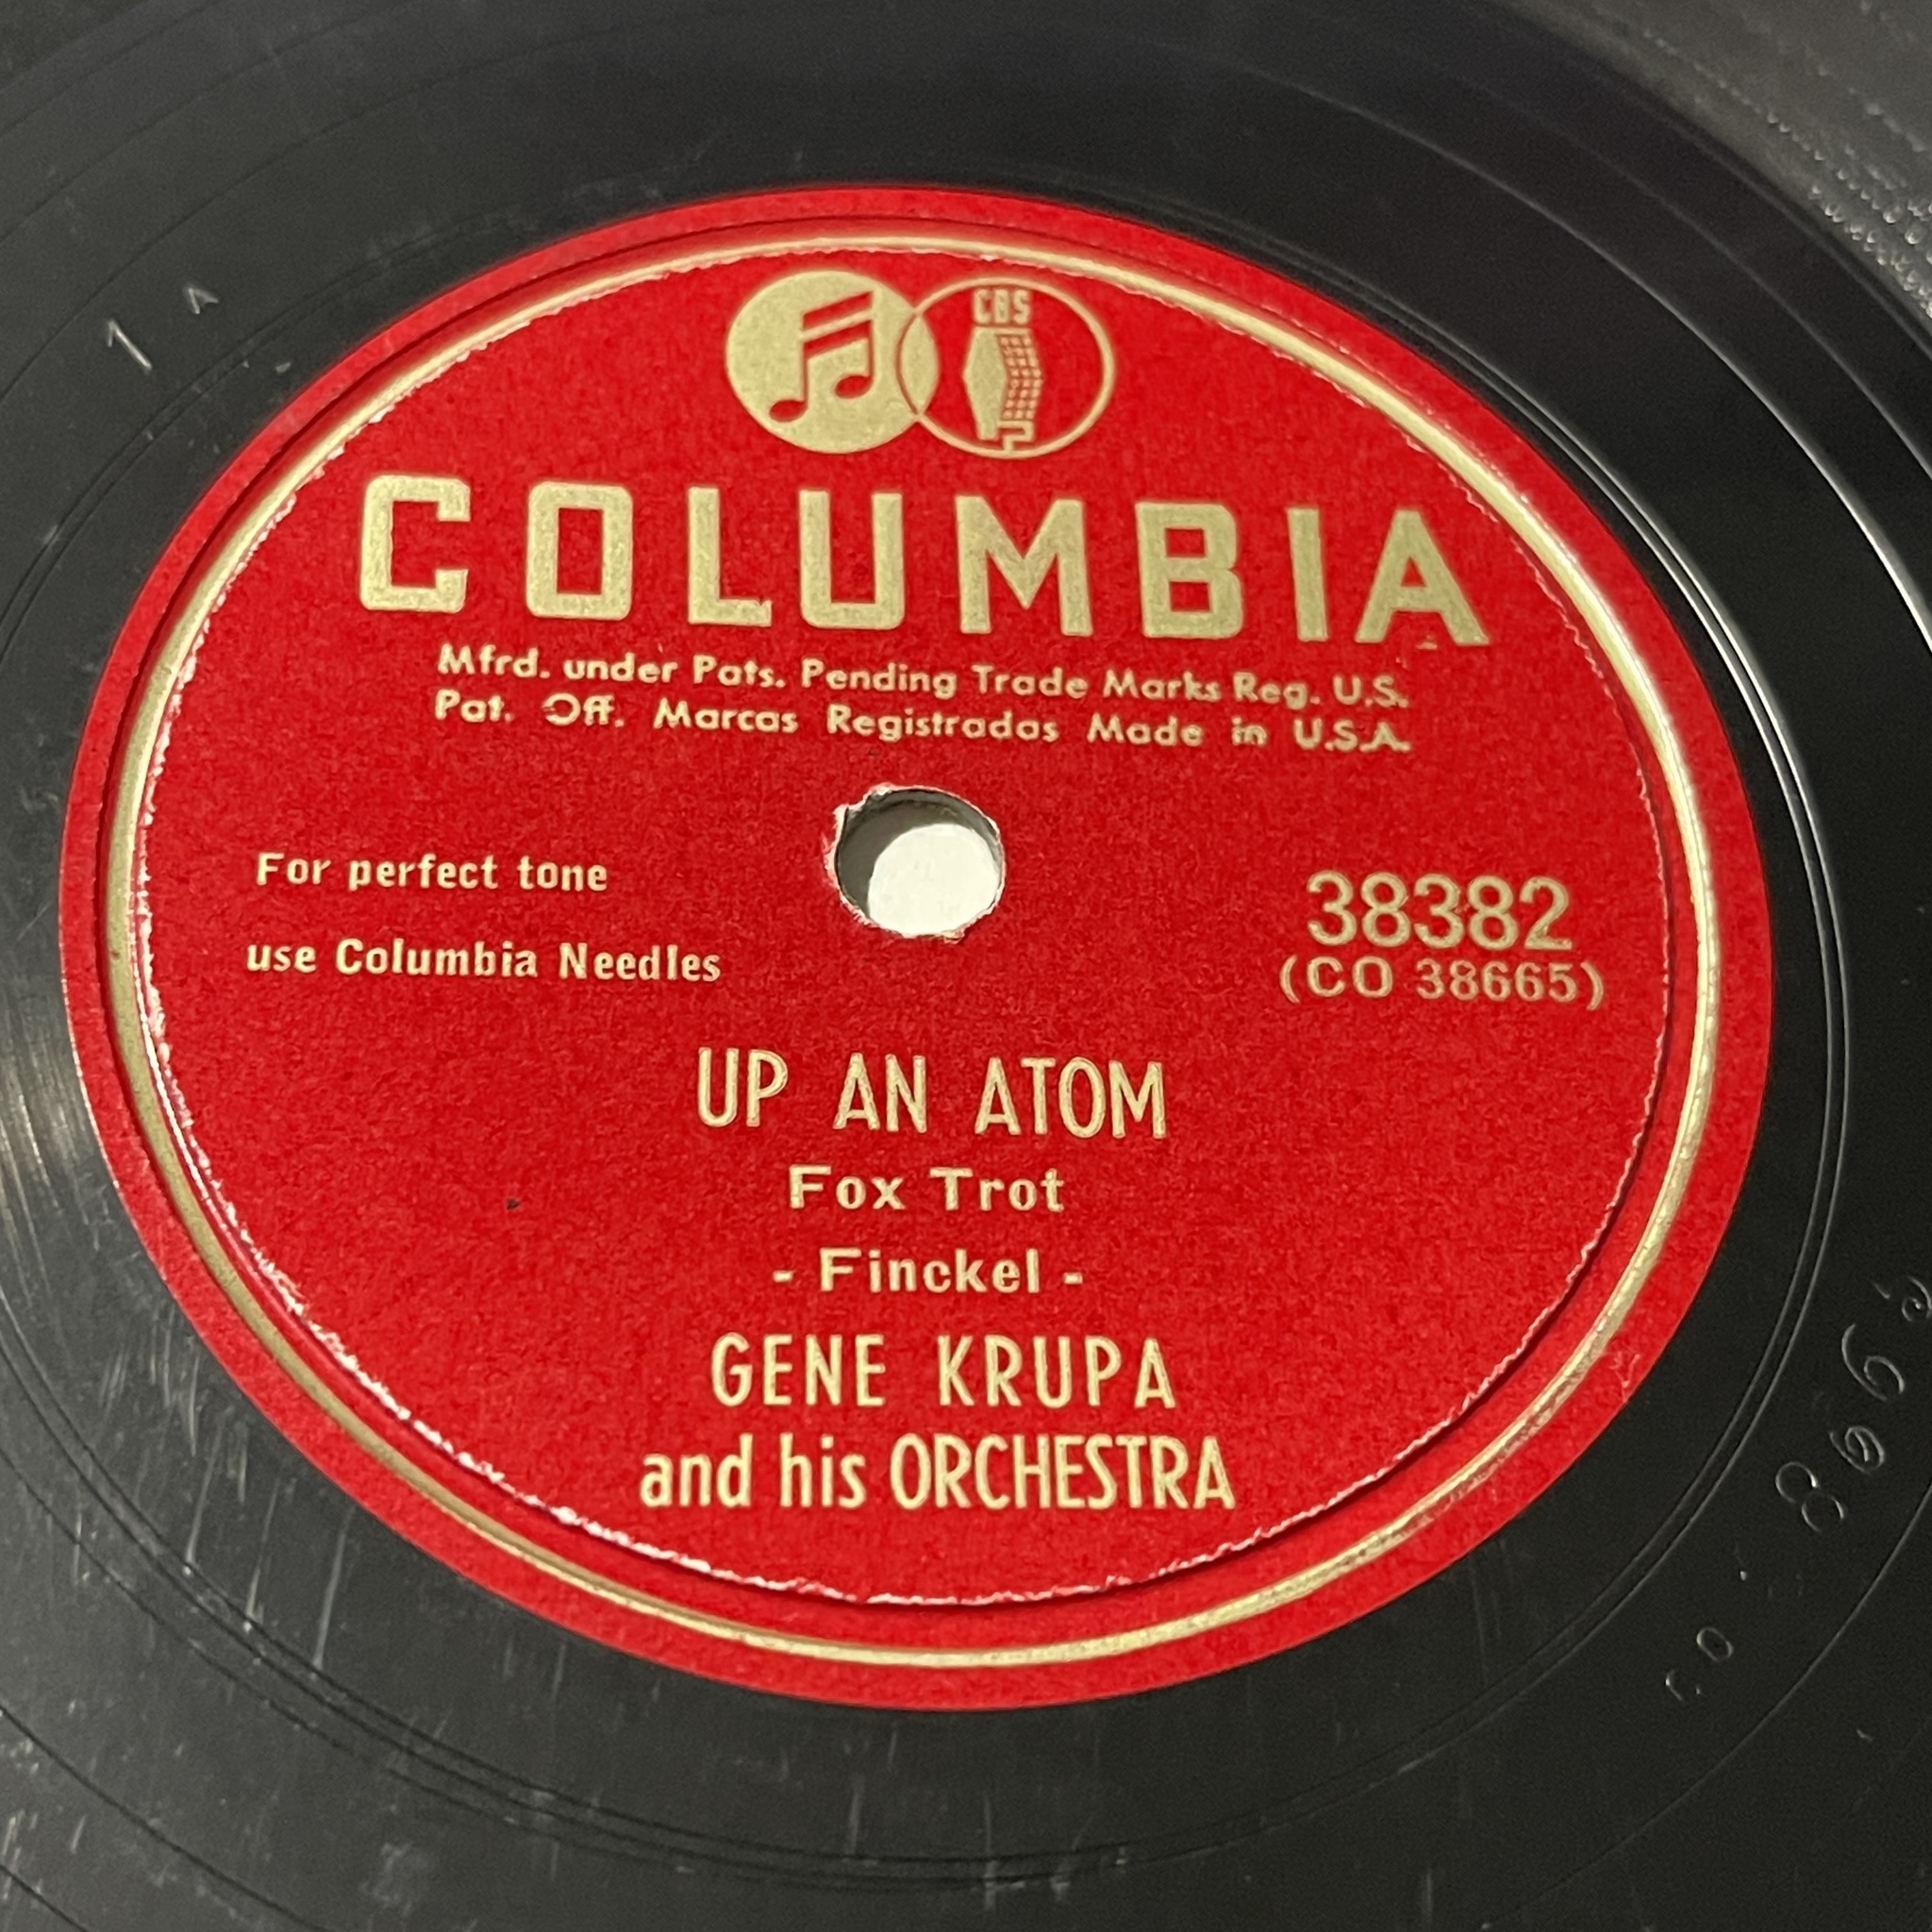 CBS
COLUMBIA
Mfrd. under Pats. Pending Trade Marks Reg. U.S.
Pat. Off. Marcas Registradas Made in U.S.A.
For perfect tone
use Columbia Needles
38382
(CO 38665)
UP AN ATOM
Fox Trot
- Finckel -
GENE KRUPA
and his ORCHESTRA
1 A